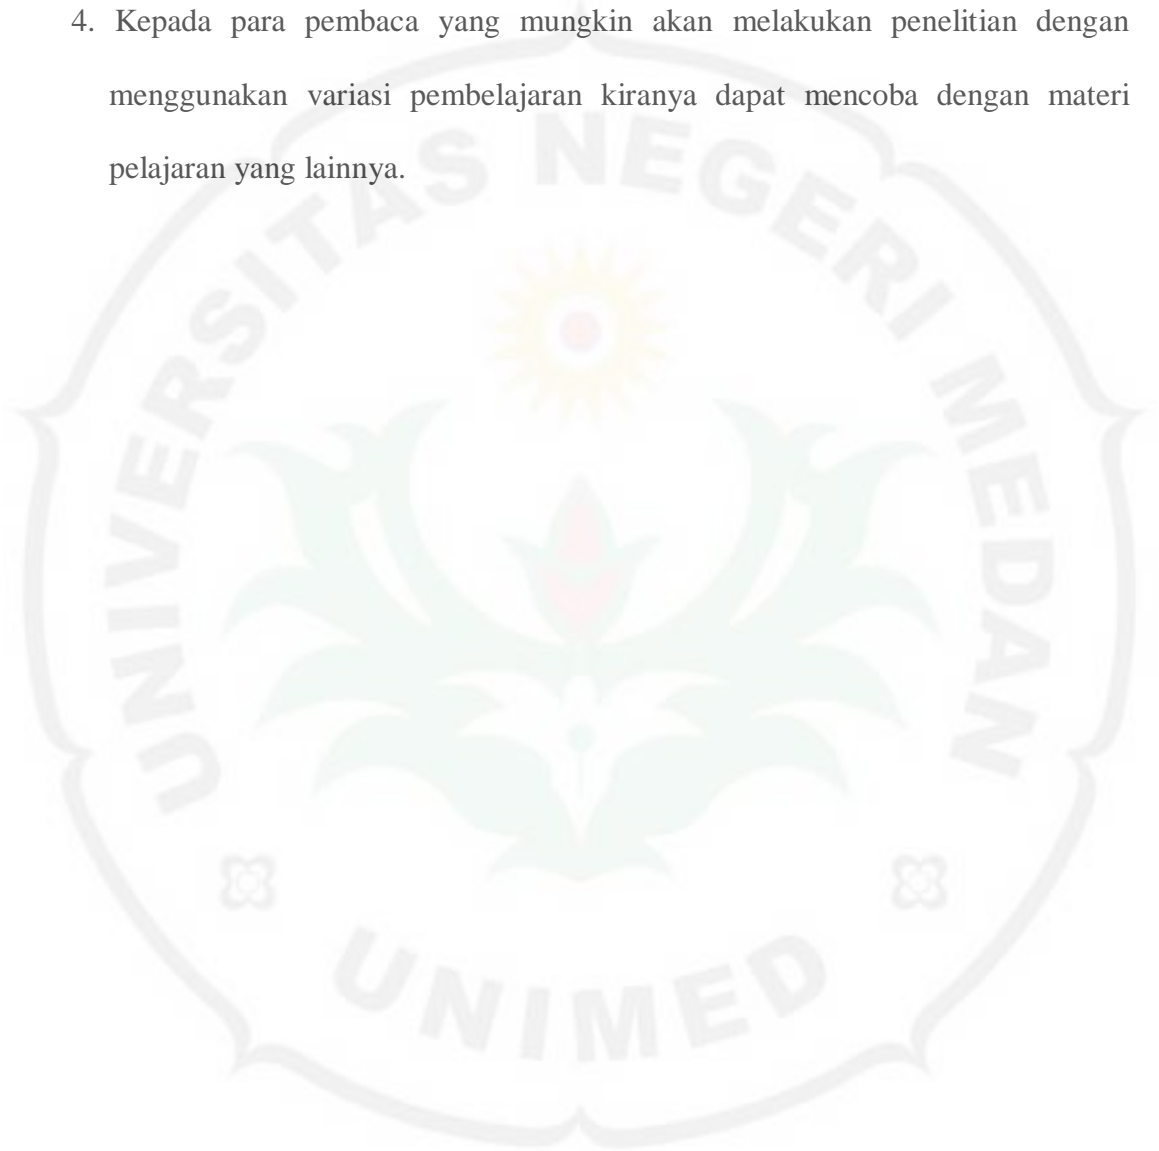 4. Kepada para pembaca yang mungkin akan melakukan penelitian dengan
menggunakan variasi pembelajaran kiranya dapat mencoba dengan materi
pelajaran yang lainnya.
UNIVERSITAS NEGERI MEDAN
UNIMED